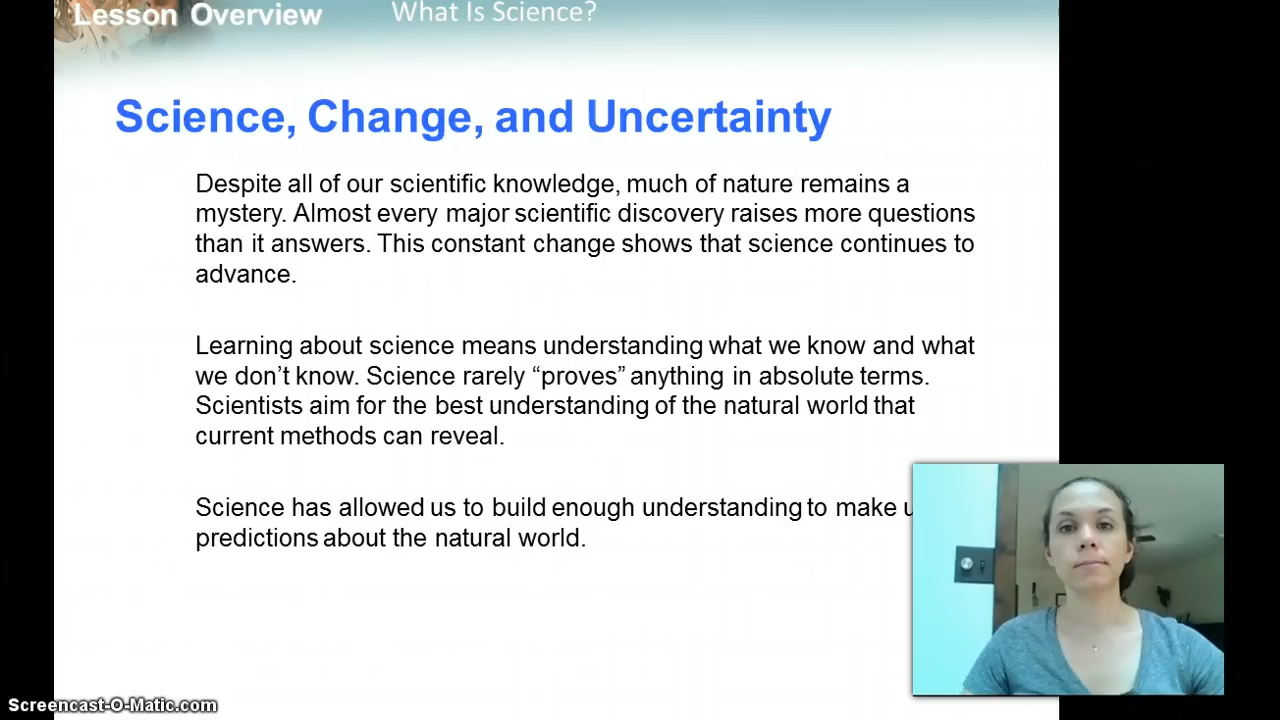 Lesson Overview What Is Science?
Science, Change, and Uncertainty
Despite all of our scientific knowledge, much of nature remains a
mystery. Almost every major scientific discovery raises more questions
than it answers. This constant change shows that science continues to
advance.
Learning about science means understanding what we know and what
we don’t know. Science rarely “proves” anything in absolute terms.
Scientists aim for the best understanding of the natural world that
current methods can reveal.
Science has allowed us to build enough understanding to make
predictions about the natural world.
Screencast-O-Matic.com